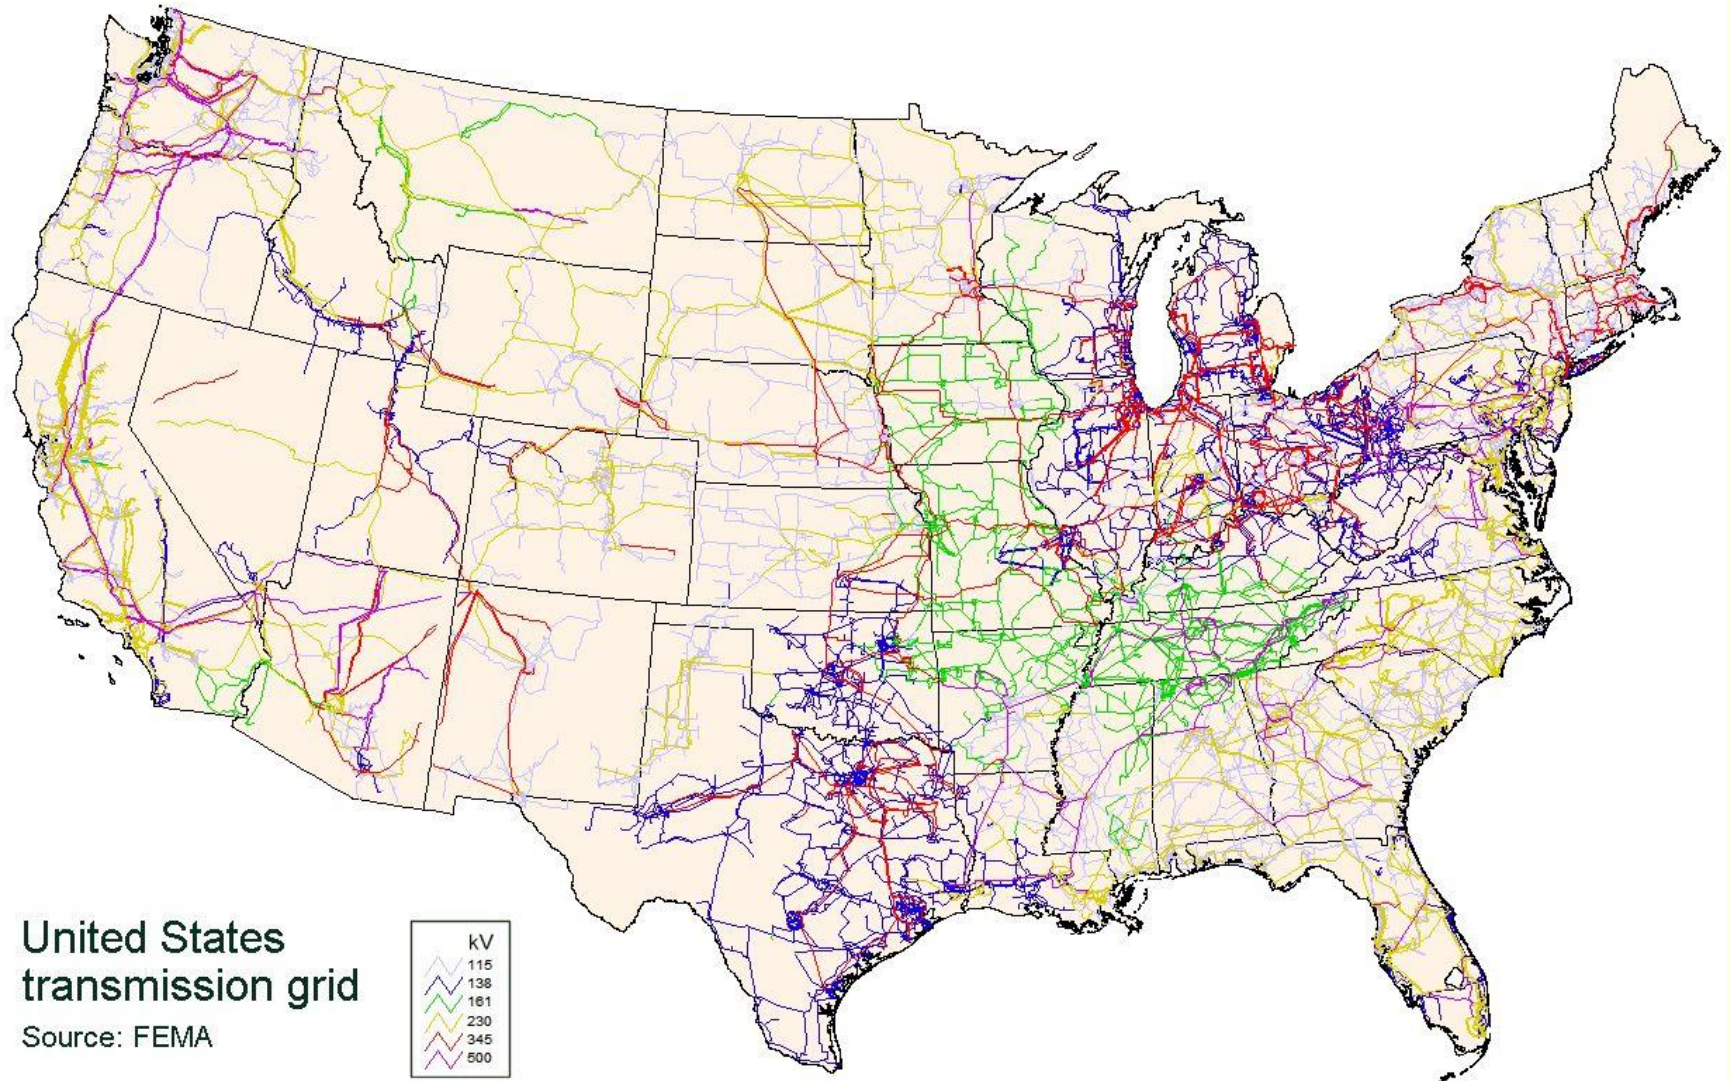 United States
transmission grid
Source: FEMA
kV
115
138
161
230
345
500